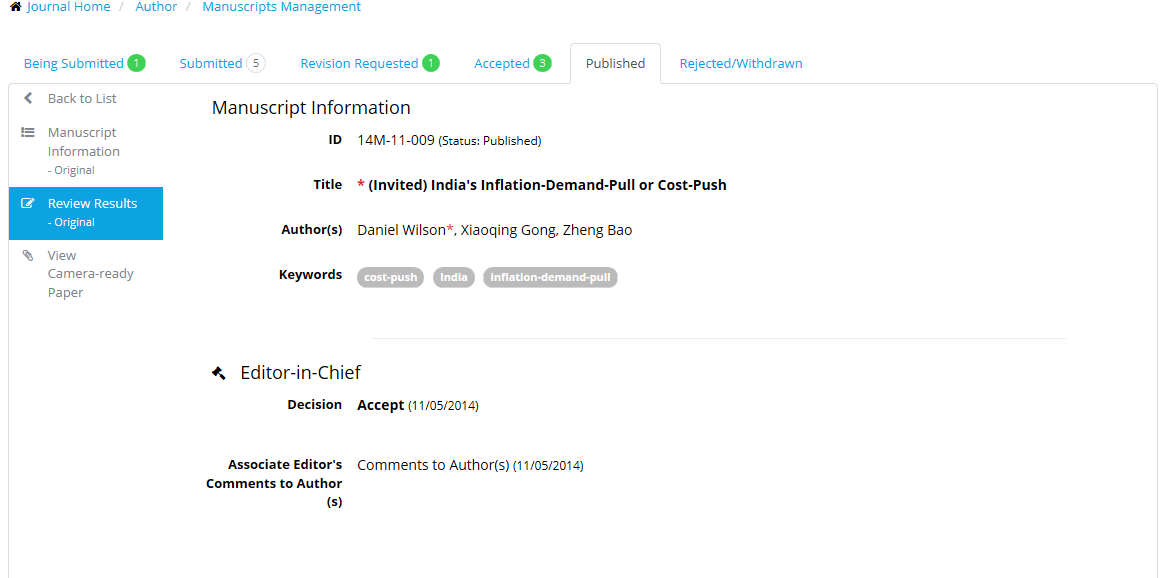 Journal Home / Author / Manuscripts Management
Being Submitted 1 Submitted 5 Revision Requested 1 Accepted 3 Published Rejected/Withdrawn
Back to List
Manuscript
Information
- Original
Review Results
- Original
View
Camera-ready
Paper
Manuscript Information
ID 14M-11-009 (Status: Published)
Title * (Invited) India's Inflation-Demand-Pull or Cost-Push
Author(s) Daniel Wilson*, Xiaoqing Gong, Zheng Bao
Keywords cost-push India inflation-demand-pull
Editor-in-Chief
Decision Accept (11/05/2014)
Associate Editor's Comments to Author(s) (11/05/2014)
Comments to Author
(s)